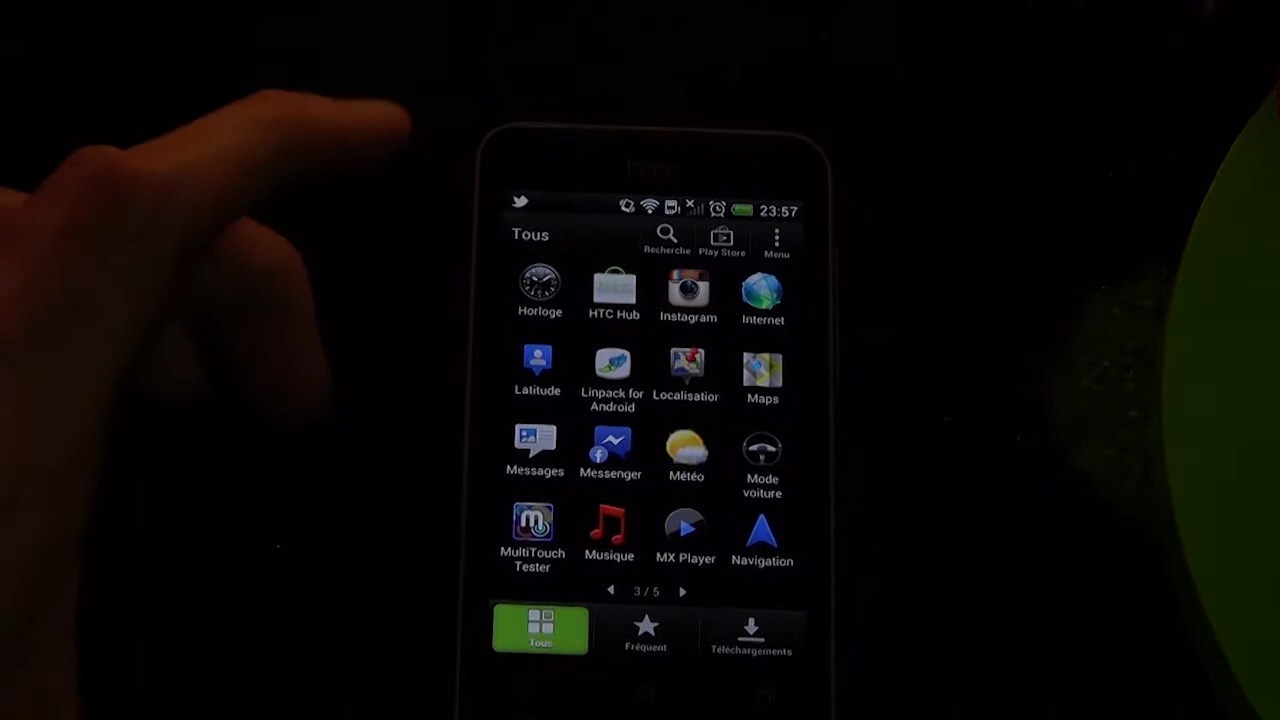 hTC
23:57
Tous
Recherche
Play Store
Menu
Horloge
HTC Hub
Instagram
Internet
Latitude
Linpack for
Android
Localisation
Maps
Messages
Messenger
Météo
Mode
voiture
MultiTouch
Tester
Musique
MX Player
Navigation
3 / 5
Tous
Fréquent
Téléchargements